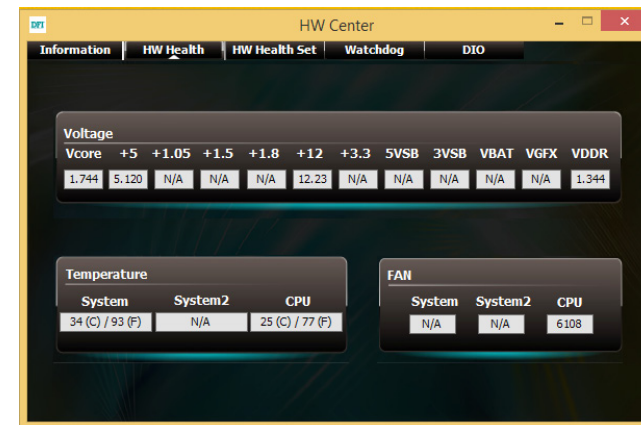 DFI HW Center
Information HW Health HW Health Set Watchdog DIO
Voltage
Vcore +5 +1.05 +1.5 +1.8 +12 +3.3 5VSB 3VSB VBAT VGFX VDDR
1.744 5.120 N/A N/A N/A 12.23 N/A N/A N/A N/A N/A 1.344
Temperature
System System2 CPU
34 (C) / 93 (F) N/A 25 (C) / 77 (F)
FAN
System System2 CPU
N/A N/A 6108